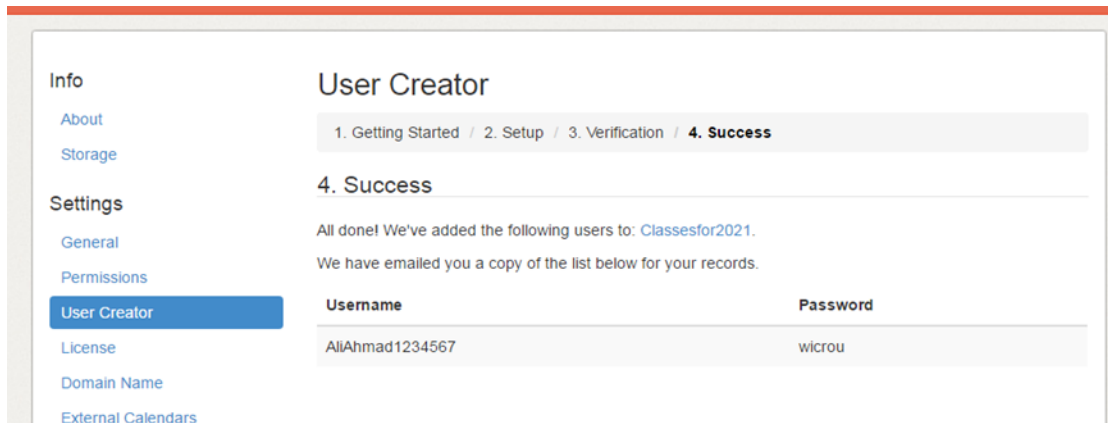 Info
About
Storage
Settings
General
Permissions
User Creator
License
Domain Name
External Calendars
User Creator
1. Getting Started / 2. Setup / 3. Verification / 4. Success
4. Success
All done! We've added the following users to: Classesfor2021.
We have emailed you a copy of the list below for your records.
Username Password
AliAhmad1234567 wicrou